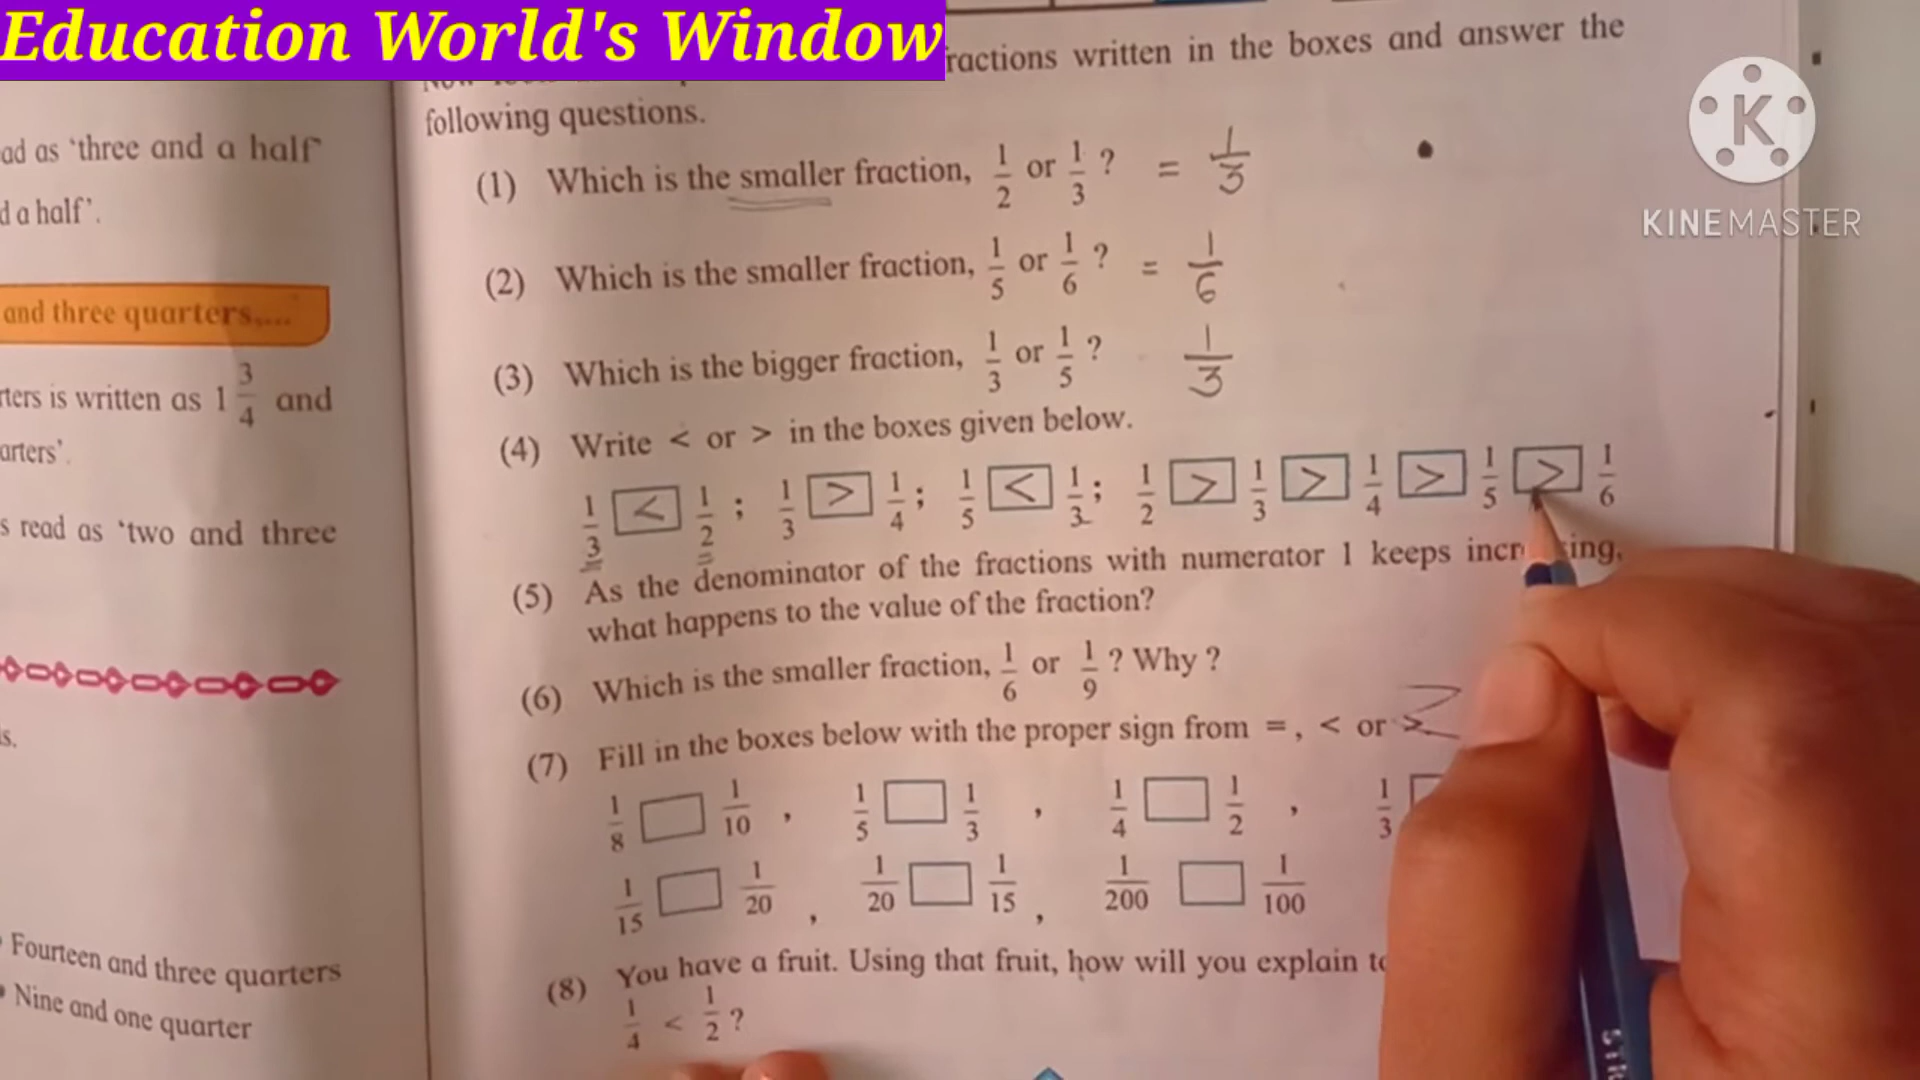 Education World's Window
ractions written in the boxes and answer the
following questions.
(1) Which is the smaller fraction, 1/2 or 1/3 ? = 1/3
(2) Which is the smaller fraction, 1/5 or 1/6 ? = 1/6
(3) Which is the bigger fraction, 1/3 or 1/5 ? 1/3
(4) Write < or > in the boxes given below.
1/3 < 1/2 ; 1/3 > 1/4 ; 1/5 < 1/3 ; 1/2 > 1/3 > 1/4 > 1/5 > 1/6
(5) As the denominator of the fractions with numerator 1 keeps incr ing,
what happens to the value of the fraction?
(6) Which is the smaller fraction, 1/6 or 1/9 ? Why ?
(7) Fill in the boxes below with the proper sign from = , < or >
1/8 □ 1/10 , 1/5 □ 1/3 , 1/4 □ 1/2 , 1/3
1/15 □ 1/20 , 1/20 □ 1/15 , 1/200 □ 1/100
(8) You have a fruit. Using that fruit, how will you explain to
1/4 < 1/2 ?
ad as 'three and a half'
d a half'.
and three quarters,...
rters is written as 1 3/4 and
arters'.
s read as 'two and three
s.
• Fourteen and three quarters
• Nine and one quarter
K
KINEMASTER